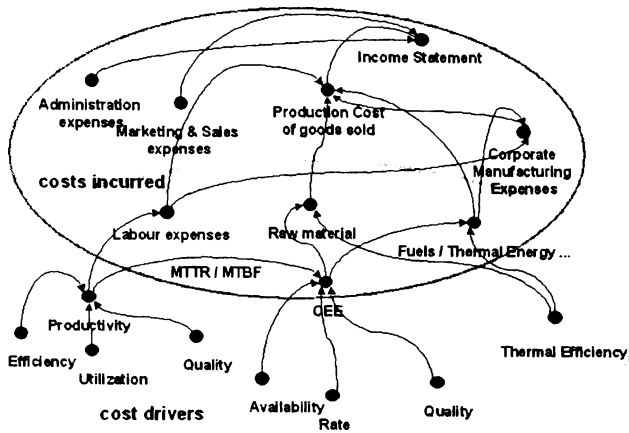 Income Statement
Administration
expenses
Marketing & Sales
expenses
Production Cost
of goods sold
Corporate
Manufacturing
Expenses
costs incurred
Labour expenses
Raw material
Fuels / Thermal Energy ...
MTTR / MTBF
OEE
Productivity
Efficiency
Utilization
Quality
Thermal Efficiency
Availability
Rate
Quality
cost drivers